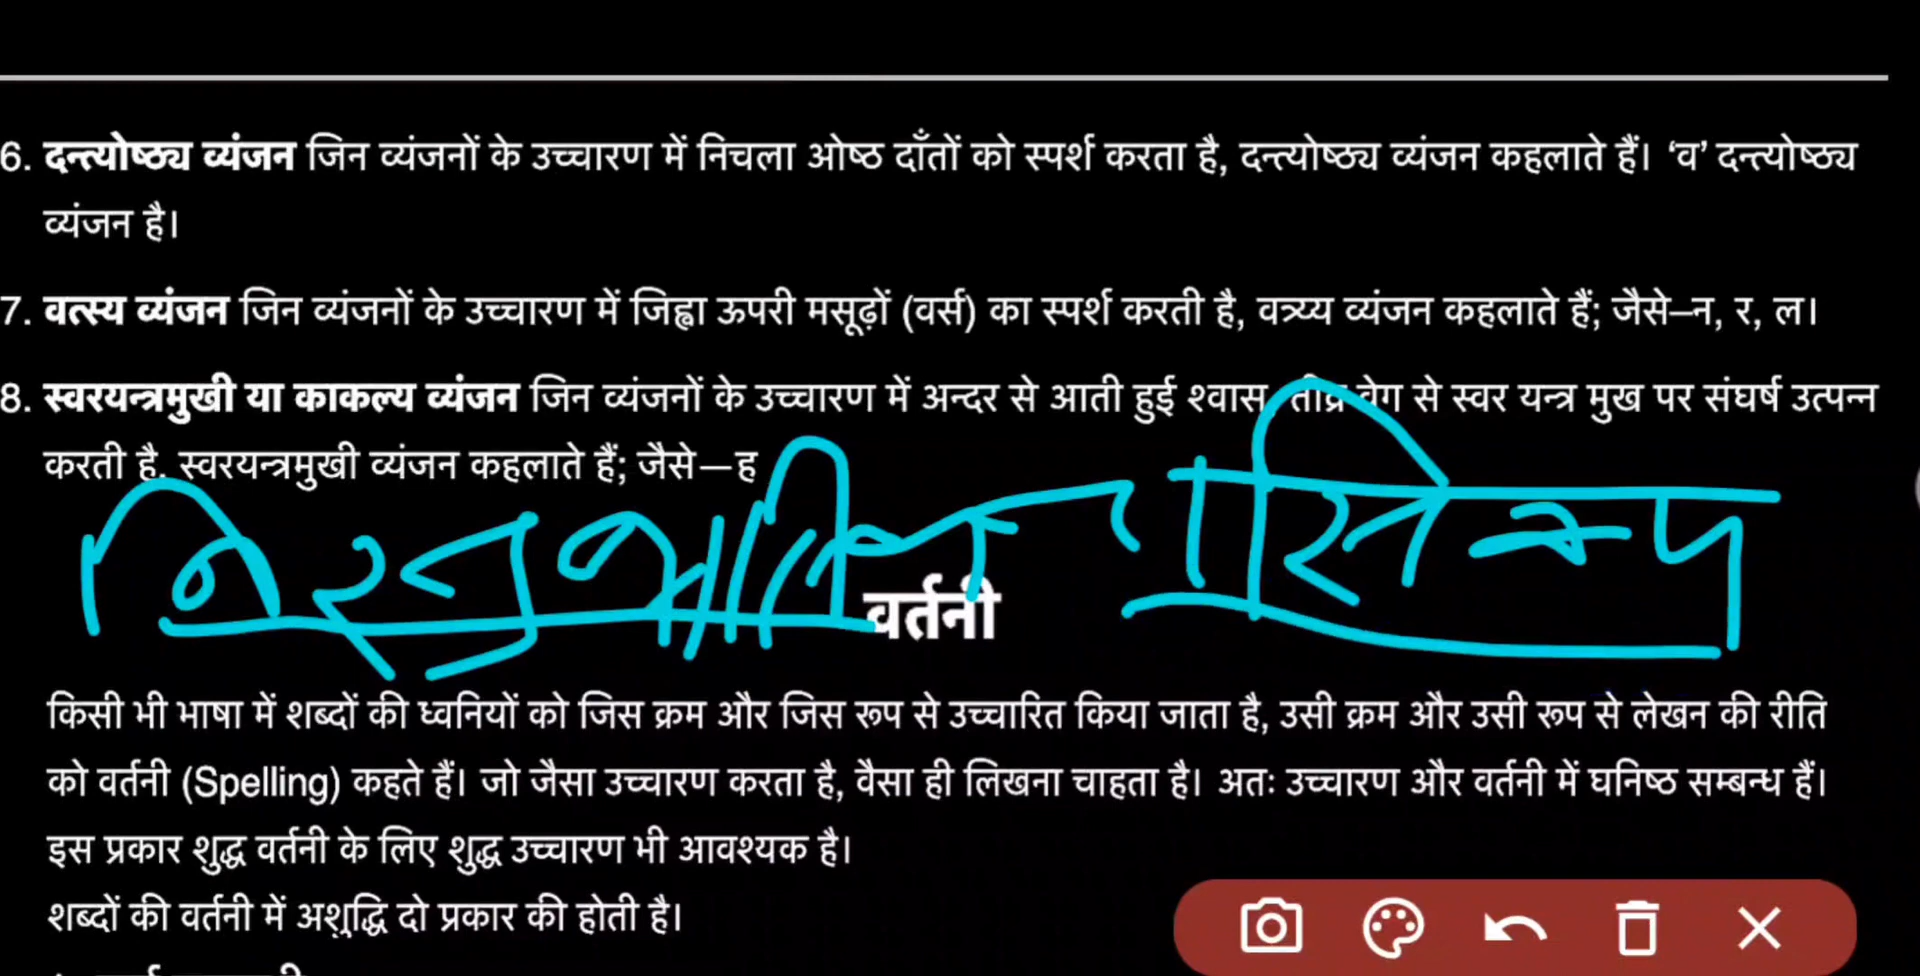 6. दन्त्योष्ठ्य व्यंजन जिन व्यंजनों के उच्चारण में निचला ओष्ठ दाँतों को स्पर्श करता है, दन्त्योष्ठ्य व्यंजन कहलाते हैं। ‘व’ दन्त्योष्ठ्य
व्यंजन है।
7. वत्स्य व्यंजन जिन व्यंजनों के उच्चारण में जिह्वा ऊपरी मसूढ़ों (वर्स) का स्पर्श करती है, वत्र्य्य व्यंजन कहलाते हैं; जैसे–न, र, ल।
8. स्वरयन्त्रमुखी या काकल्य व्यंजन जिन व्यंजनों के उच्चारण में अन्दर से आती हुई श्वास, तीव्र वेग से स्वर यन्त्र मुख पर संघर्ष उत्पन्न
करती है, स्वरयन्त्रमुखी व्यंजन कहलाते हैं; जैसे—ह
वर्तनी
किसी भी भाषा में शब्दों की ध्वनियों को जिस क्रम और जिस रूप से उच्चारित किया जाता है, उसी क्रम और उसी रूप से लेखन की रीति
को वर्तनी (Spelling) कहते हैं। जो जैसा उच्चारण करता है, वैसा ही लिखना चाहता है। अतः उच्चारण और वर्तनी में घनिष्ठ सम्बन्ध हैं।
इस प्रकार शुद्ध वर्तनी के लिए शुद्ध उच्चारण भी आवश्यक है।
शब्दों की वर्तनी में अशुद्धि दो प्रकार की होती है।